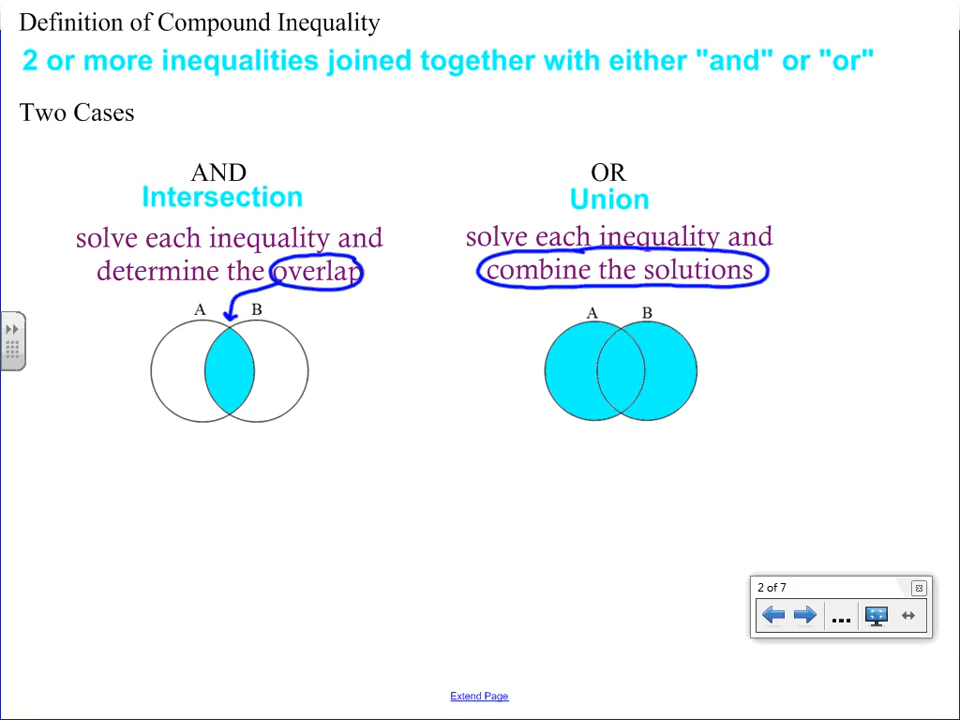 Definition of Compound Inequality
2 or more inequalities joined together with either "and" or "or"
Two Cases
AND
Intersection
solve each inequality and
determine the overlap
A B
OR
Union
solve each inequality and
combine the solutions
A B
2 of 7
...
Extend Page